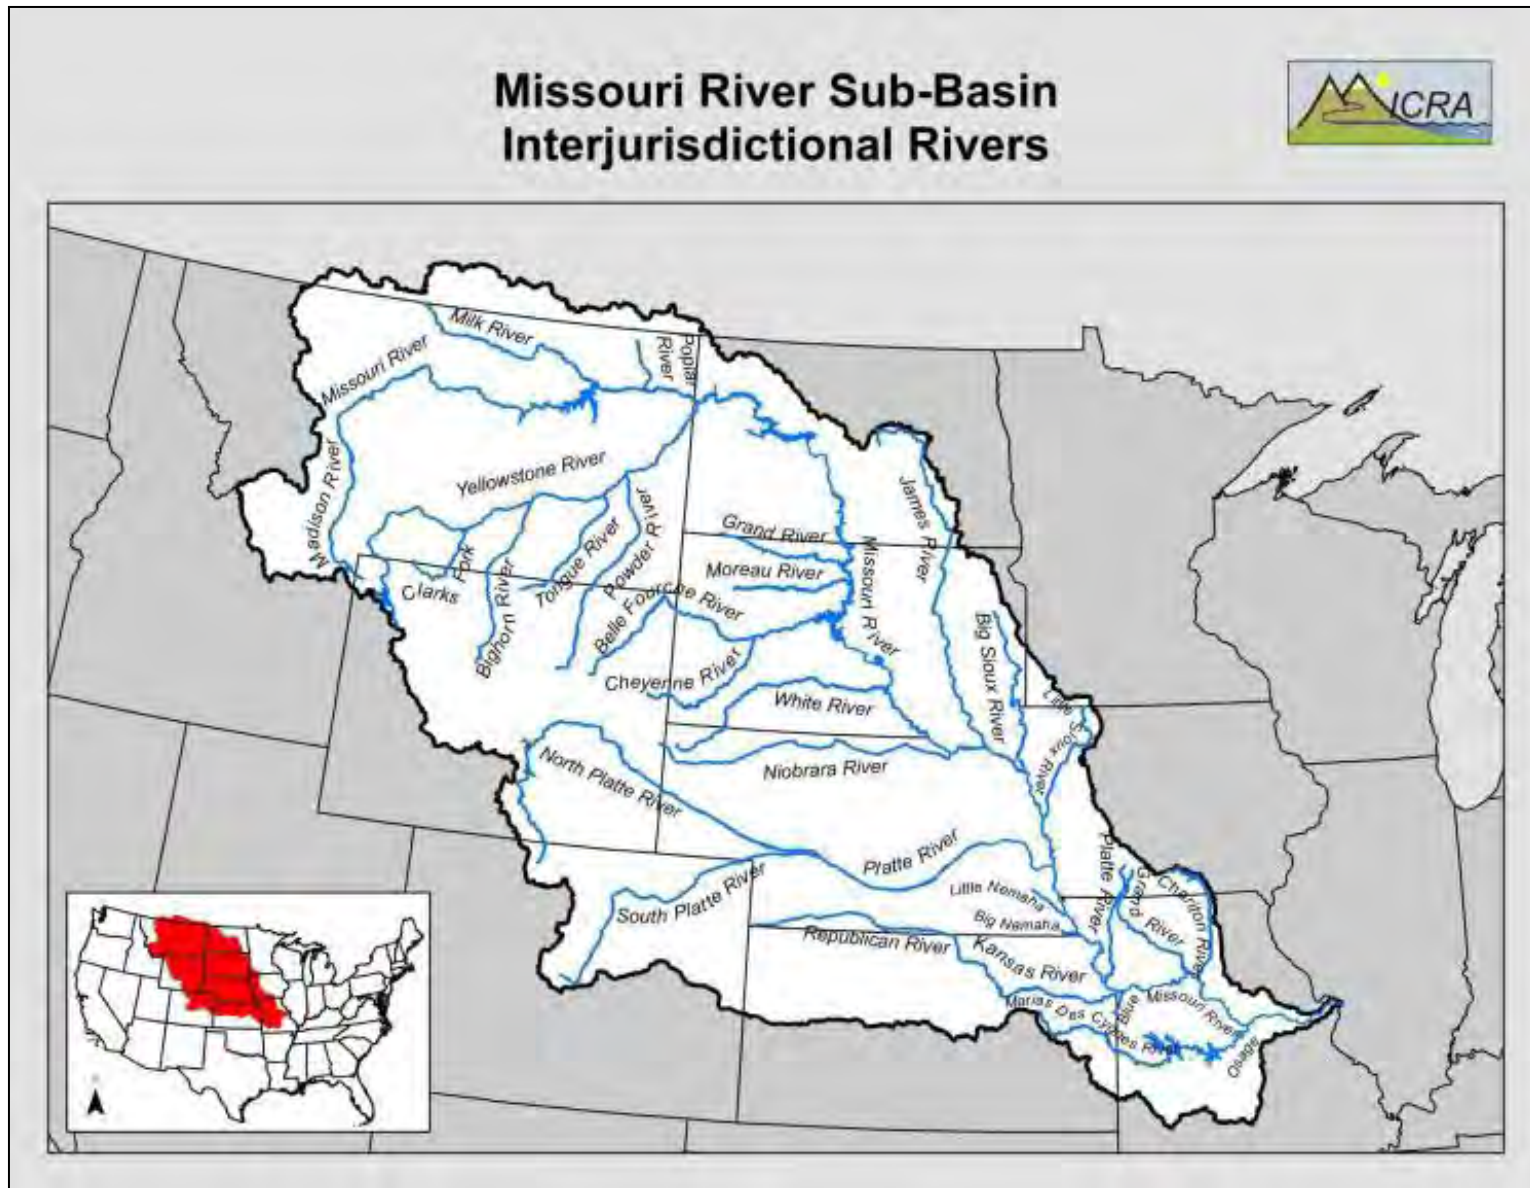 Missouri River Sub-Basin
Interjurisdictional Rivers
ICRA
Milk River
Missouri River
Poplar
River
Madison River
Yellowstone River
Powder River
Tongue River
Bighorn River
Clarks
Fork
Grand River
Moreau River
Belle Fourche River
Cheyenne River
White River
Missouri River
James River
Big Sioux River
Little Sioux River
Niobrara River
North Platte River
South Platte River
Platte River
Little Nemaha
Big Nemaha
Republican River
Kansas River
Platte River
Grand River
Chariton River
Marias Des Cygnes River
Blue
Missouri River
Osage